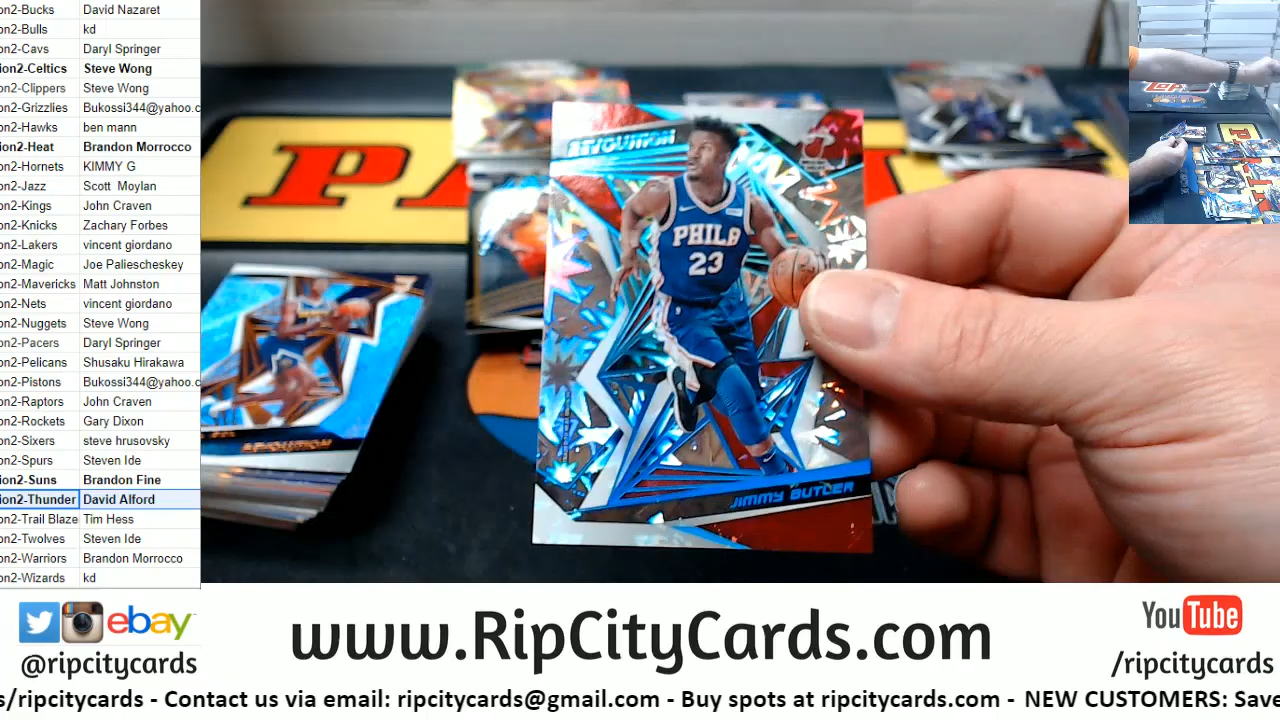 on2-Bucks David Nazaret
on2-Bulls kd
on2-Cavs Daryl Springer
ion2-Celtics Steve Wong
on2-Clippers Steve Wong
on2-Grizzlies Bukossi344@yahoo.c
on2-Hawks ben mann
ion2-Heat Brandon Morrocco
on2-Hornets KIMMY G
on2-Jazz Scott Moylan
on2-Kings John Craven
on2-Knicks Zachary Forbes
on2-Lakers vincent giordano
on2-Magic Joe Paliescheskey
on2-Mavericks Matt Johnston
on2-Nets vincent giordano
on2-Nuggets Steve Wong
on2-Pacers Daryl Springer
on2-Pelicans Shusaku Hirakawa
on2-Pistons Bukossi344@yahoo.c
on2-Raptors John Craven
on2-Rockets Gary Dixon
on2-Sixers steve hrusovsky
on2-Spurs Steven Ide
ion2-Suns Brandon Fine
ion2-Thunder David Alford
on2-Trail Blaze Tim Hess
on2-Twolves Steven Ide
on2-Warriors Brandon Morrocco
on2-Wizards kd
REVOLUTION
PHILA
23
JIMMY BUTLER
ebay
@ripcitycards
www.RipCityCards.com
YouTube
/ripcitycards
s/ripcitycards - Contact us via email: ripcitycards@gmail.com - Buy spots at ripcitycards.com - NEW CUSTOMERS: Save